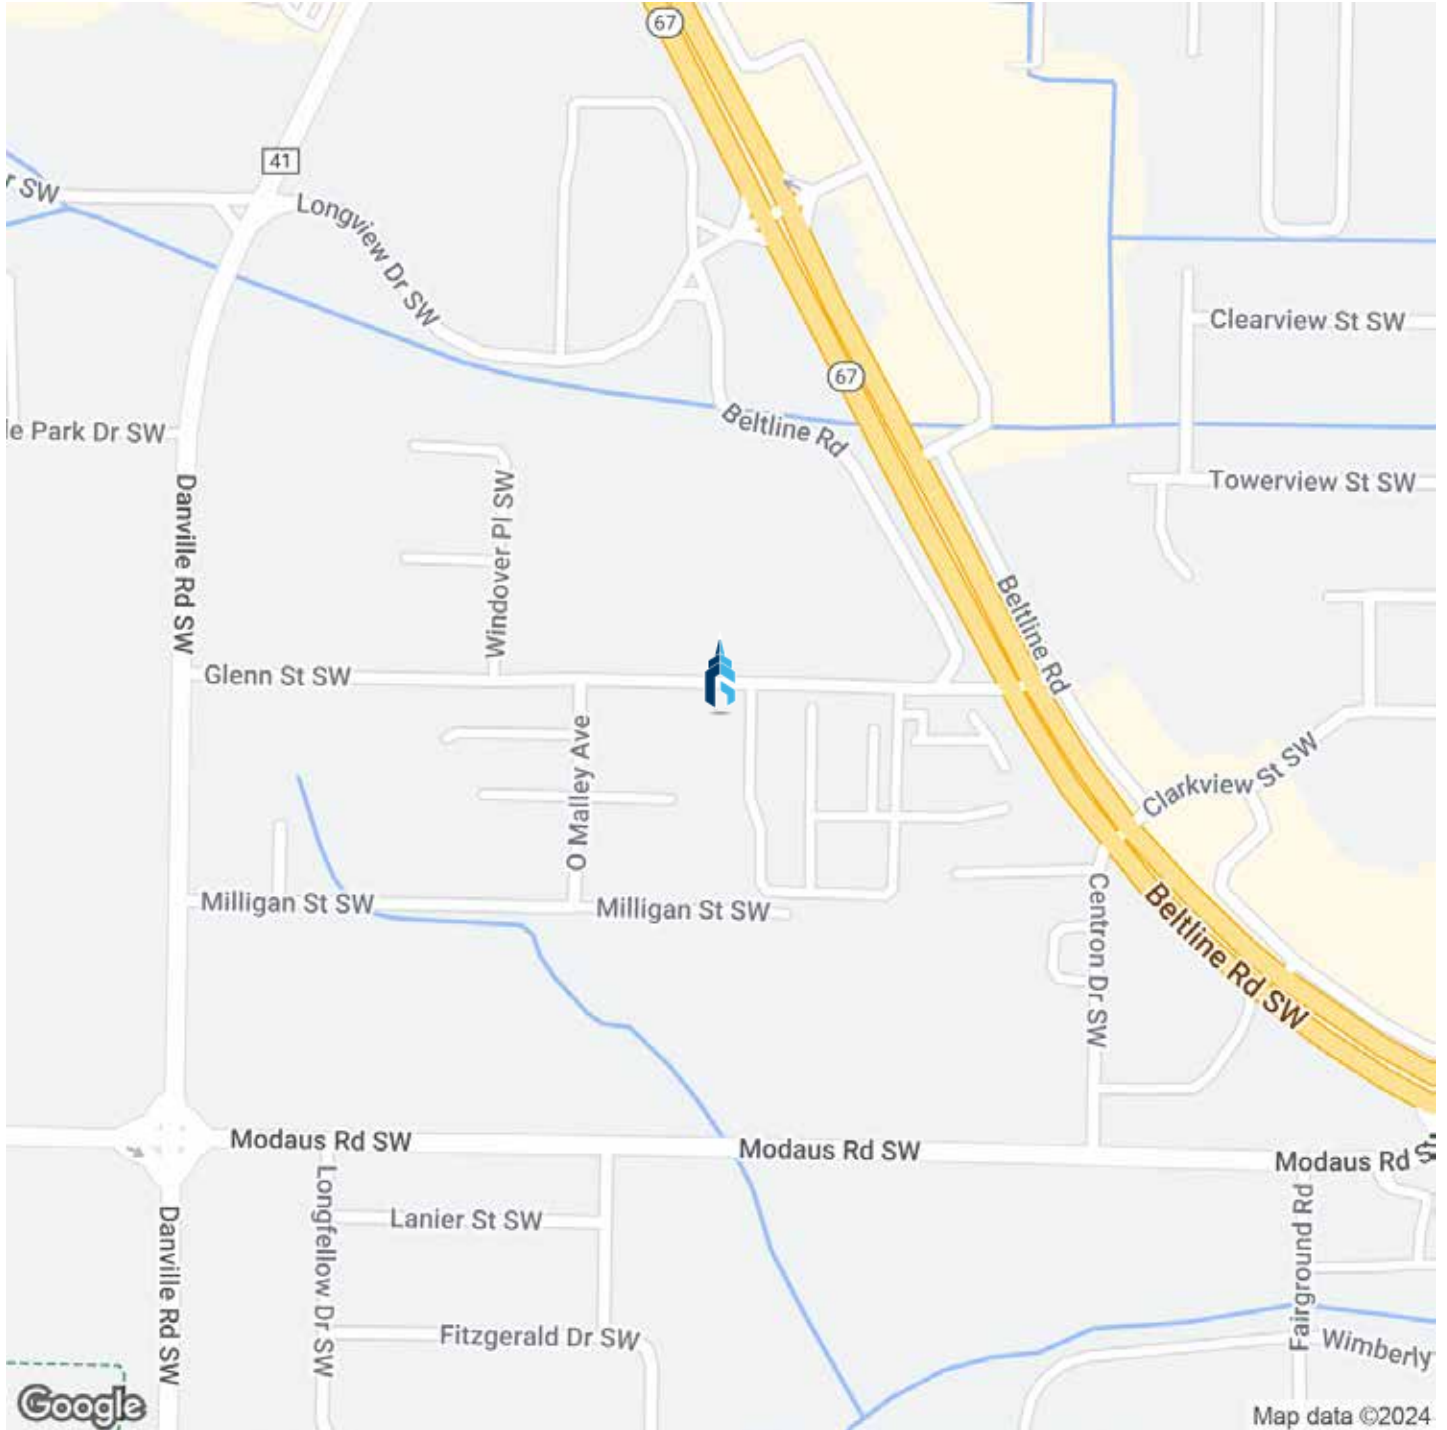 67
41
r SW
Longview Dr SW
Clearview St SW
67
le Park Dr SW
Beltline Rd
Towerview St SW
Windover Pl SW
Danville Rd SW
Beltline Rd
Glenn St SW
Clarkview St SW
O Malley Ave
Milligan St SW
Milligan St SW
Centron Dr SW
Beltline Rd SW
Modaus Rd SW
Modaus Rd SW
Modaus Rd S
Longfellow Dr SW
Lanier St SW
Danville Rd SW
Fairground Rd
Fitzgerald Dr SW
Wimberly
Google
Map data ©2024